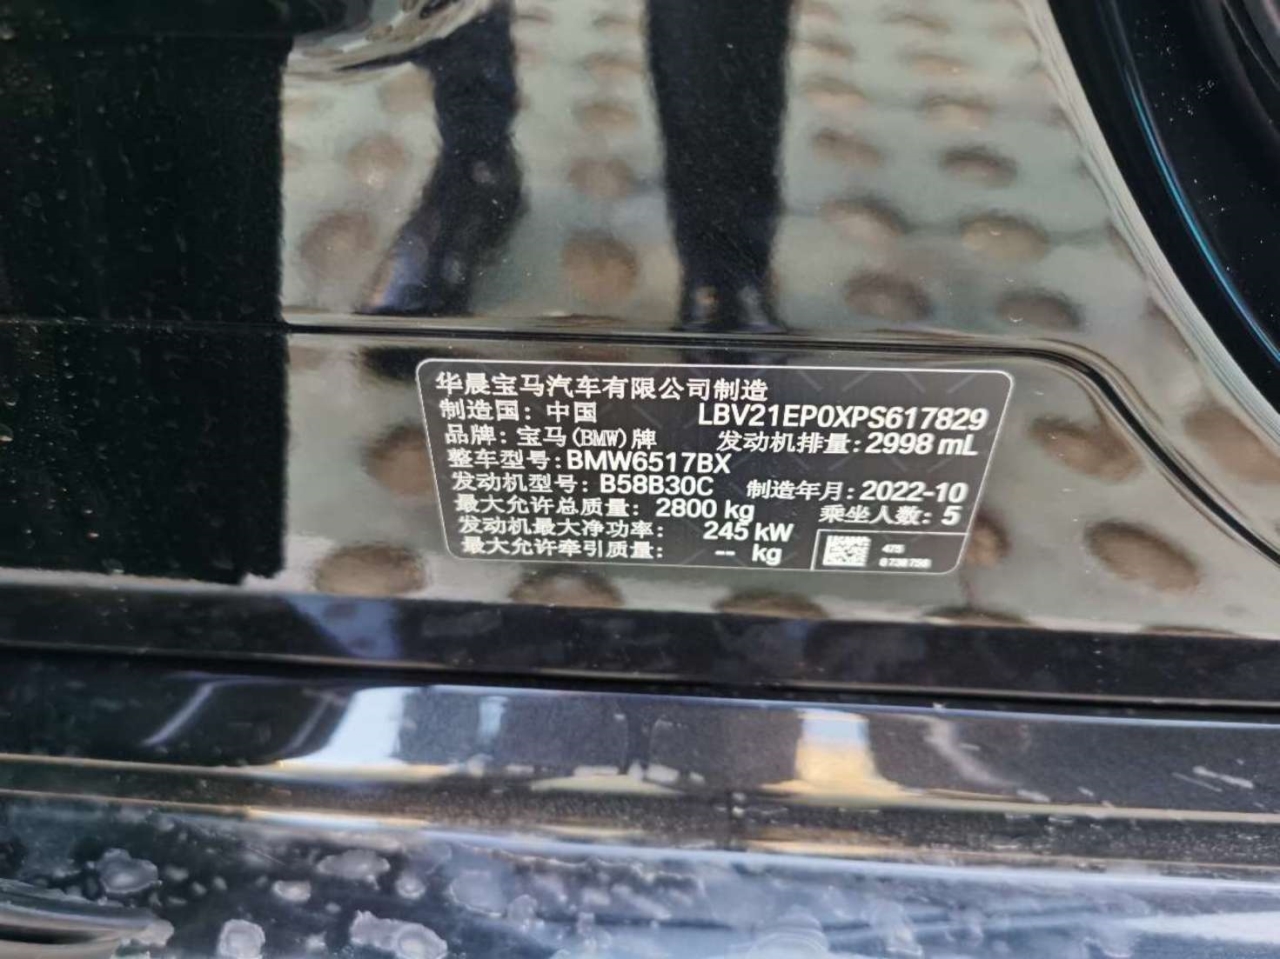 华晨宝马汽车有限公司制造
制造国：中国 LBV21EP0XPS617829
品牌：宝马(BMW)牌 发动机排量：2998 mL
整车型号：BMW6517BX
发动机型号：B58B30C 制造年月：2022-10
最大允许总质量：2800 kg 乘坐人数：5
发动机最大净功率：245 kW
最大允许牵引质量：-- kg
475